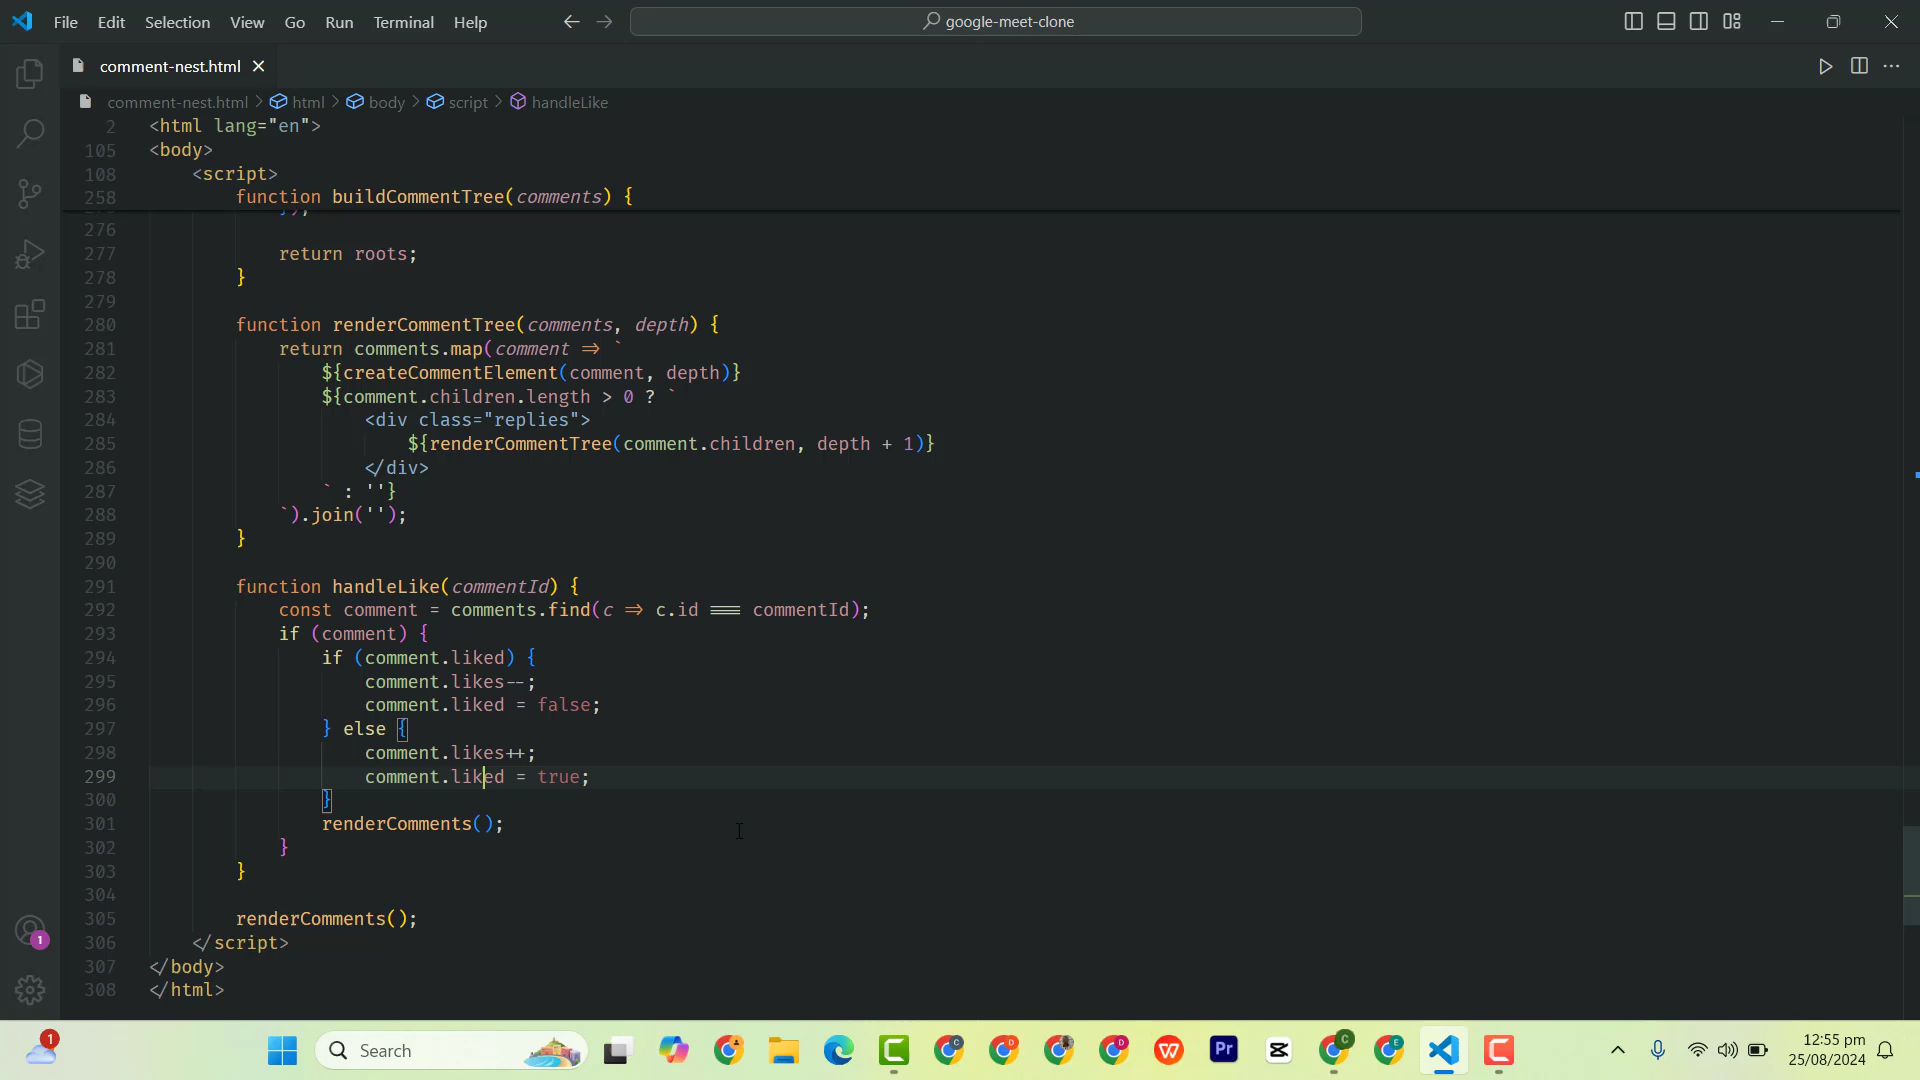 File Edit Selection View Go Run Terminal Help
google-meet-clone
comment-nest.html
comment-nest.html > html > body > script > handleLike
2 <html lang="en">
105 <body>
108 <script>
258 function buildCommentTree(comments) {
276
277 return roots;
278 }
279
280 function renderCommentTree(comments, depth) {
281 return comments.map(comment => `
282 ${createCommentElement(comment, depth)}
283 ${comment.children.length > 0 ? `
284 <div class="replies">
285 ${renderCommentTree(comment.children, depth + 1)}
286 </div>
287 ` : ''}
288 `).join('');
289 }
290
291 function handleLike(commentId) {
292 const comment = comments.find(c => c.id === commentId);
293 if (comment) {
294 if (comment.liked) {
295 comment.likes--;
296 comment.liked = false;
297 } else {
298 comment.likes++;
299 comment.liked = true;
300 }
301 renderComments();
302 }
303 }
304
305 renderComments();
306 </script>
307 </body>
308 </html>
1
1
Search
Pr
12:55 pm
25/08/2024